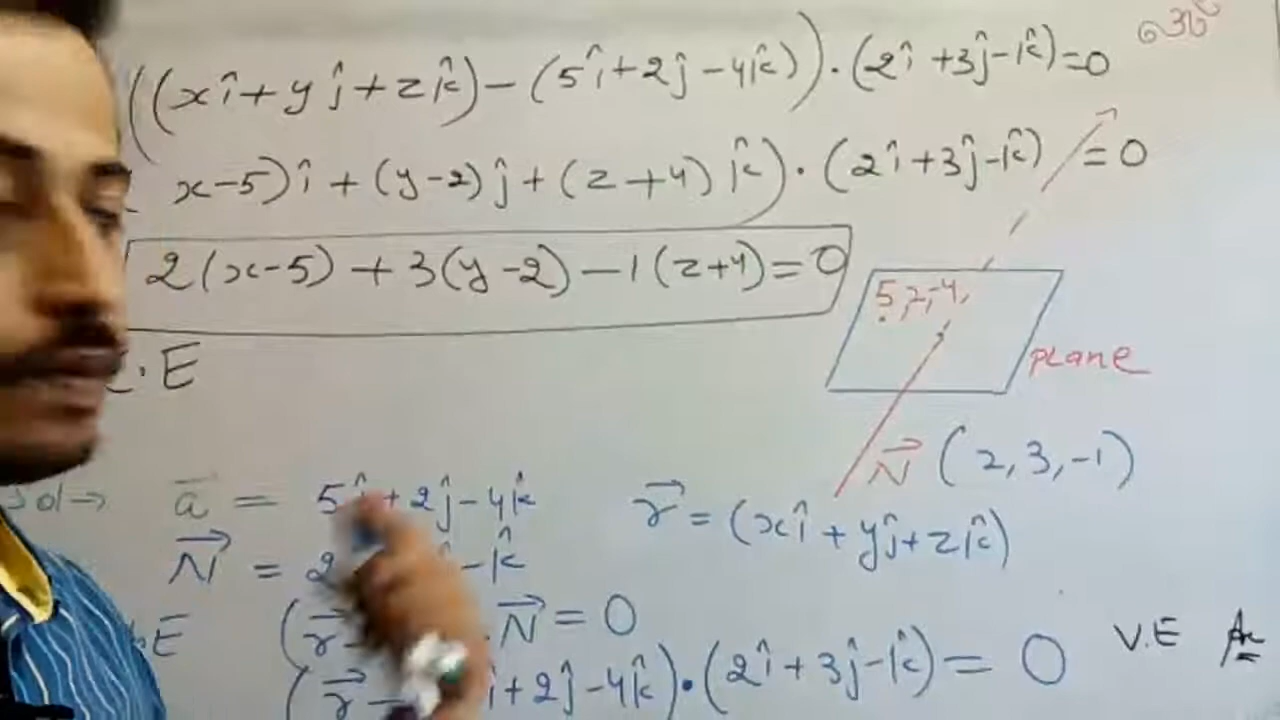 ((xî+yĵ+zk̂)-(5î+2ĵ-4k̂))·(2î+3ĵ-k̂)=0
x-5)î+(y-2)ĵ+(z+4)k̂)·(2î+3ĵ-k̂)=0
2(x-5)+3(y-2)-1(z+4)=0
5,2,-4,
plane
.E
N⃗ (2,3,-1)
sol⇒ a̅ = 5î+2ĵ-4k̂
r⃗ = (xî+yĵ+zk̂)
N⃗ = 2 -k̂
E (r⃗- .N⃗=0
(r⃗- î+2ĵ-4k̂)·(2î+3ĵ-k̂)=0 V.E